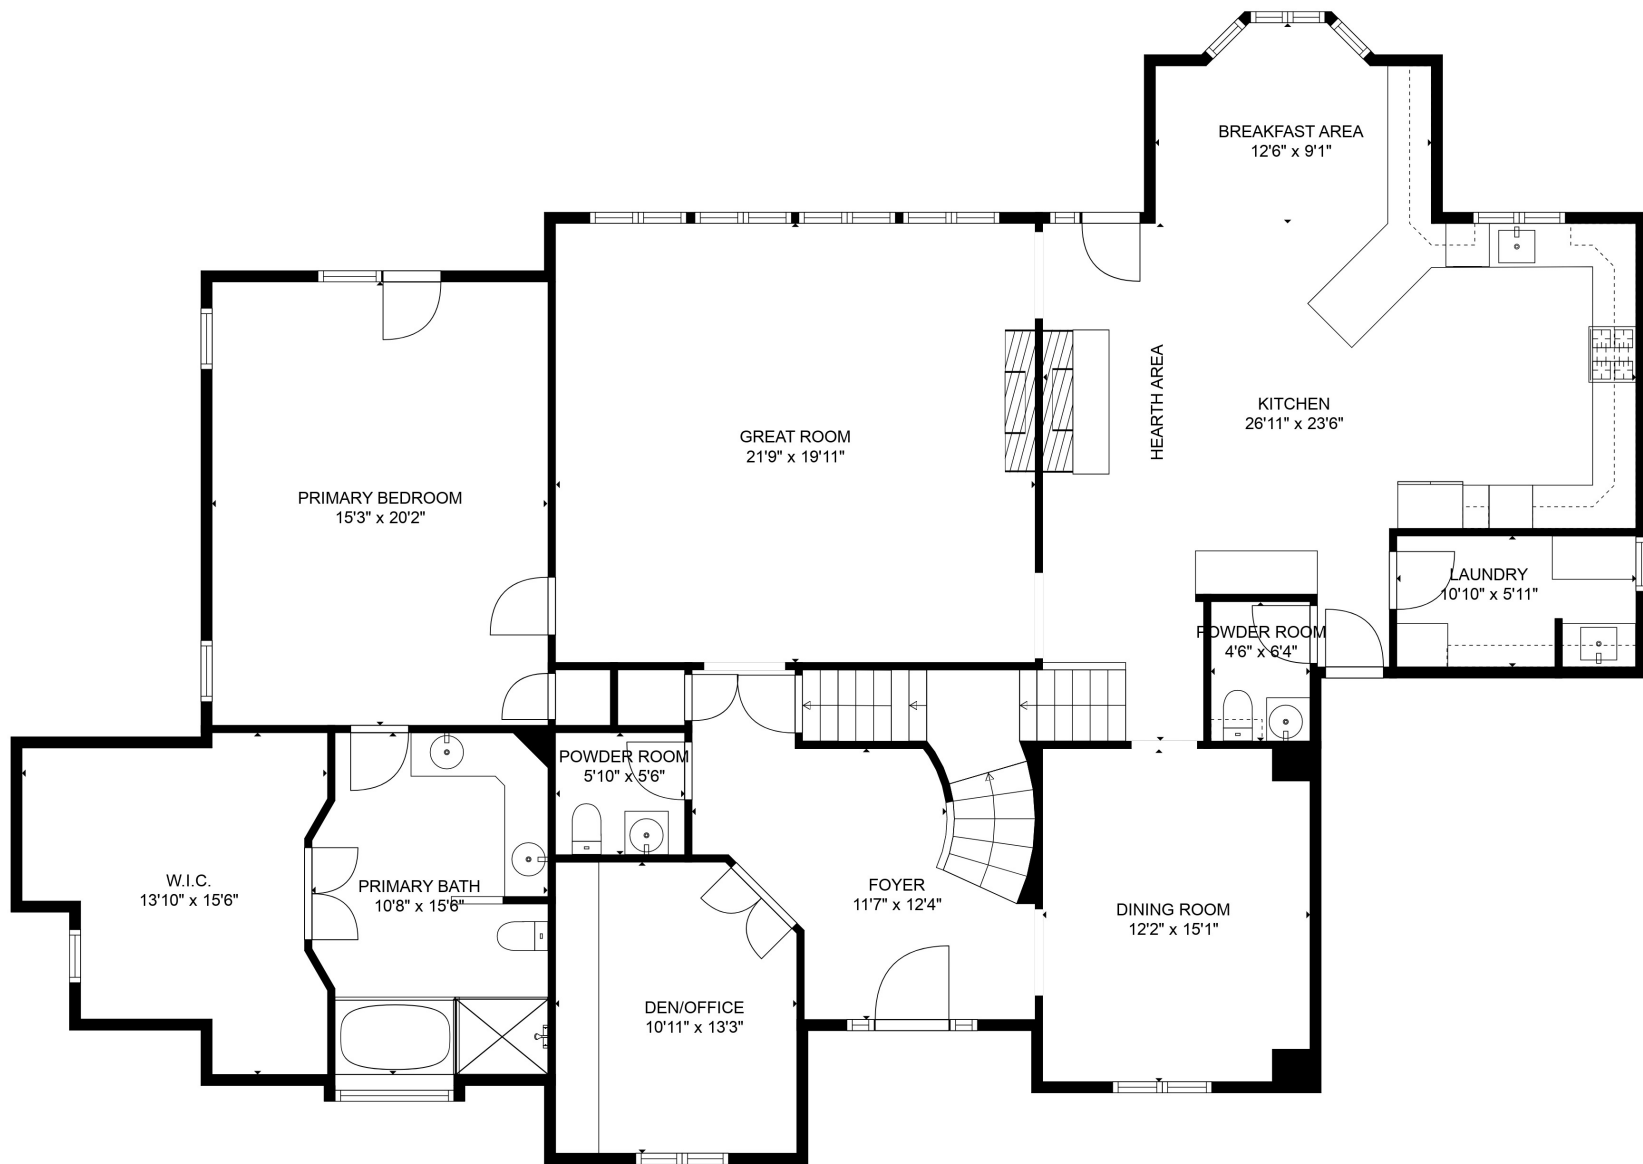 BREAKFAST AREA
12'6" x 9'1"
HEARTH AREA
KITCHEN
26'11" x 23'6"
GREAT ROOM
21'9" x 19'11"
PRIMARY BEDROOM
15'3" x 20'2"
LAUNDRY
10'10" x 5'11"
POWDER ROOM
4'6" x 6'4"
POWDER ROOM
5'10" x 5'6"
W.I.C.
13'10" x 15'6"
PRIMARY BATH
10'8" x 15'6"
FOYER
11'7" x 12'4"
DINING ROOM
12'2" x 15'1"
DEN/OFFICE
10'11" x 13'3"